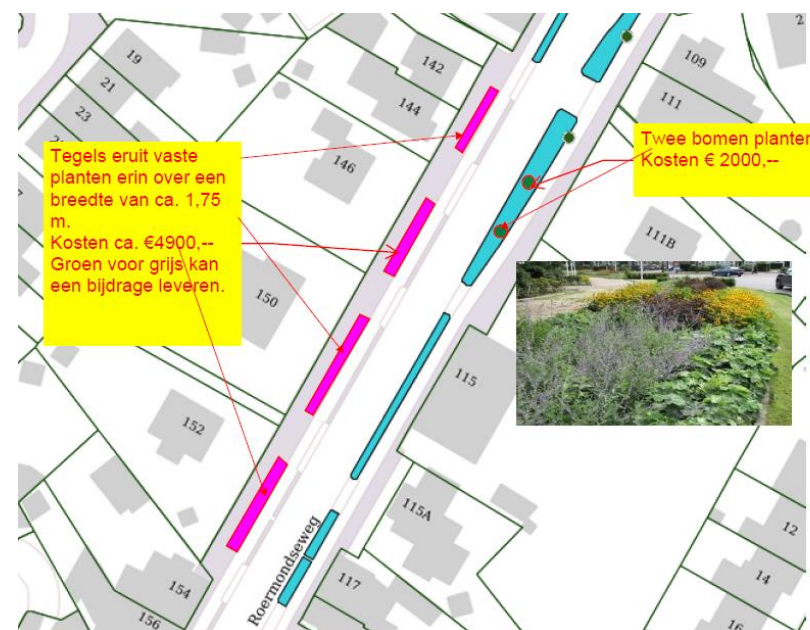 Tegels eruit vaste
planten erin over een
breedte van ca. 1,75
m.
Kosten ca. €4900,--
Groen voor grijs kan
een bijdrage leveren.
Twee bomen planten
Kosten € 2000,--
19
21
23
142
144
146
150
152
154
156
109
111
111B
115
115A
117
12
14
16
2
Roermondseweg